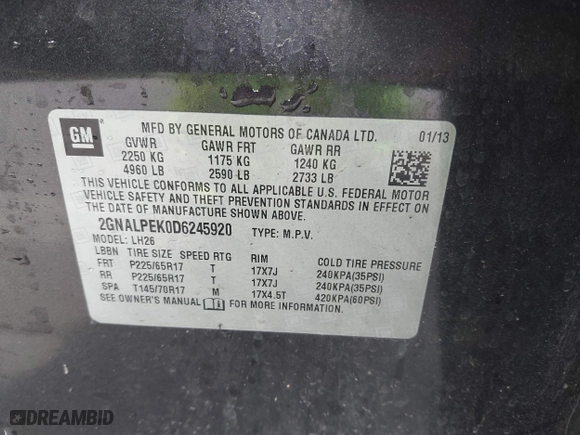 GM
MFD BY GENERAL MOTORS OF CANADA LTD. 01/13
GVWR GAWR FRT GAWR RR
2250 KG 1175 KG 1240 KG
4960 LB 2590 LB 2733 LB
THIS VEHICLE CONFORMS TO ALL APPLICABLE U.S. FEDERAL MOTOR
VEHICLE SAFETY AND THEFT PREVENTION STANDARDS IN EFFECT ON THE
DATE OF MANUFACTURE SHOWN ABOVE.
2GNALPEK0D6245920 TYPE: M.P.V.
MODEL: LH26
LBBN TIRE SIZE SPEED RTG RIM COLD TIRE PRESSURE
FRT P225/65R17 T 17X7J 240KPA(35PSI)
RR P225/65R17 T 17X7J 240KPA(35PSI)
SPA T145/70R17 M 17X4.5T 420KPA(60PSI)
SEE OWNER'S MANUAL FOR ADDITIONAL INFORMATION.
DREAMBID